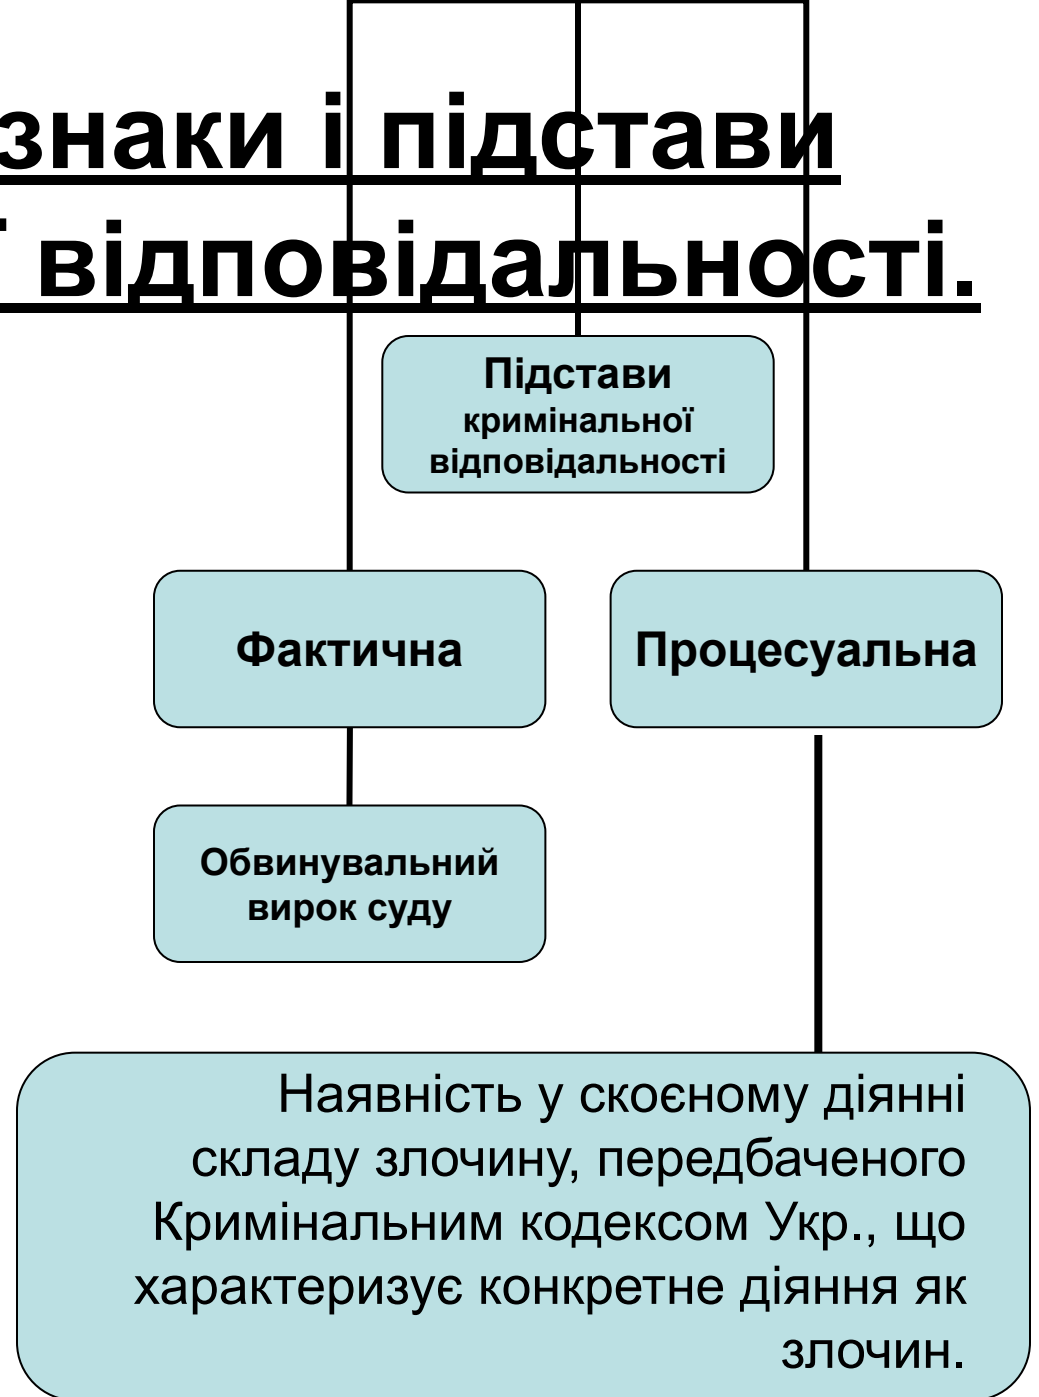 знаки і підстави
ї відповідальності.
Підстави
кримінальної
відповідальності
Фактична
Процесуальна
Обвинувальний
вирок суду
Наявність у скоєному діянні
складу злочину, передбаченого
Кримінальним кодексом Укр., що
характеризує конкретне діяння як
злочин.